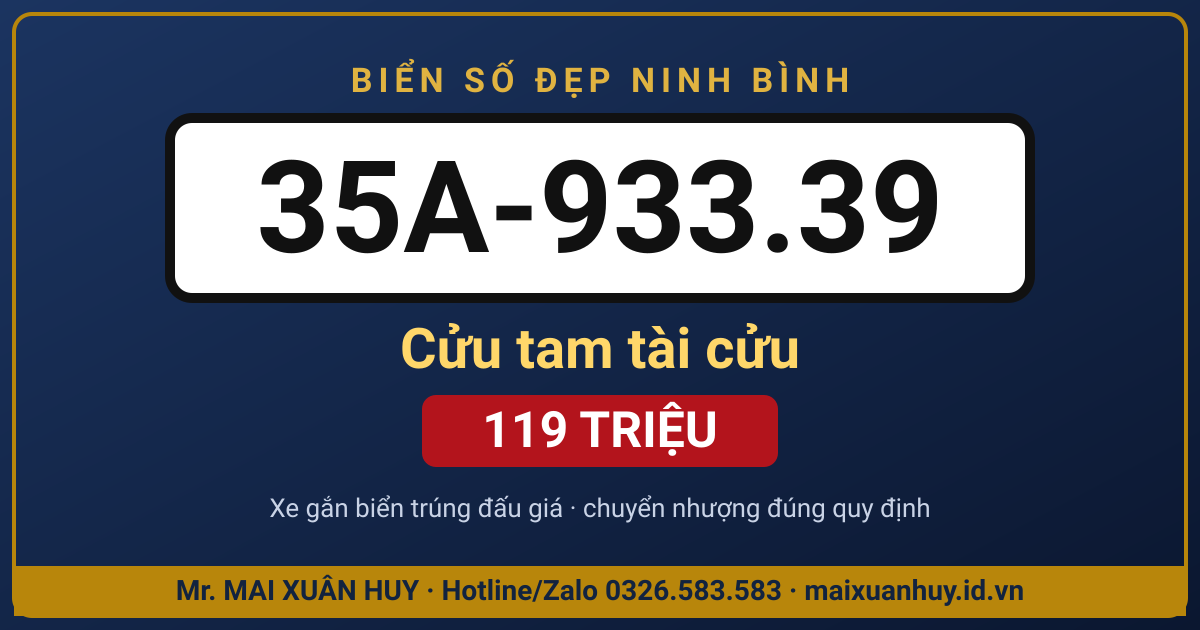 BIỂN SỐ ĐẸP NINH BÌNH
35A-933.39
Cửu tam tài cửu
119 TRIỆU
Xe gắn biển trúng đấu giá · chuyển nhượng đúng quy định
Mr. MAI XUÂN HUY · Hotline/Zalo 0326.583.583 · maixuanhuy.id.vn